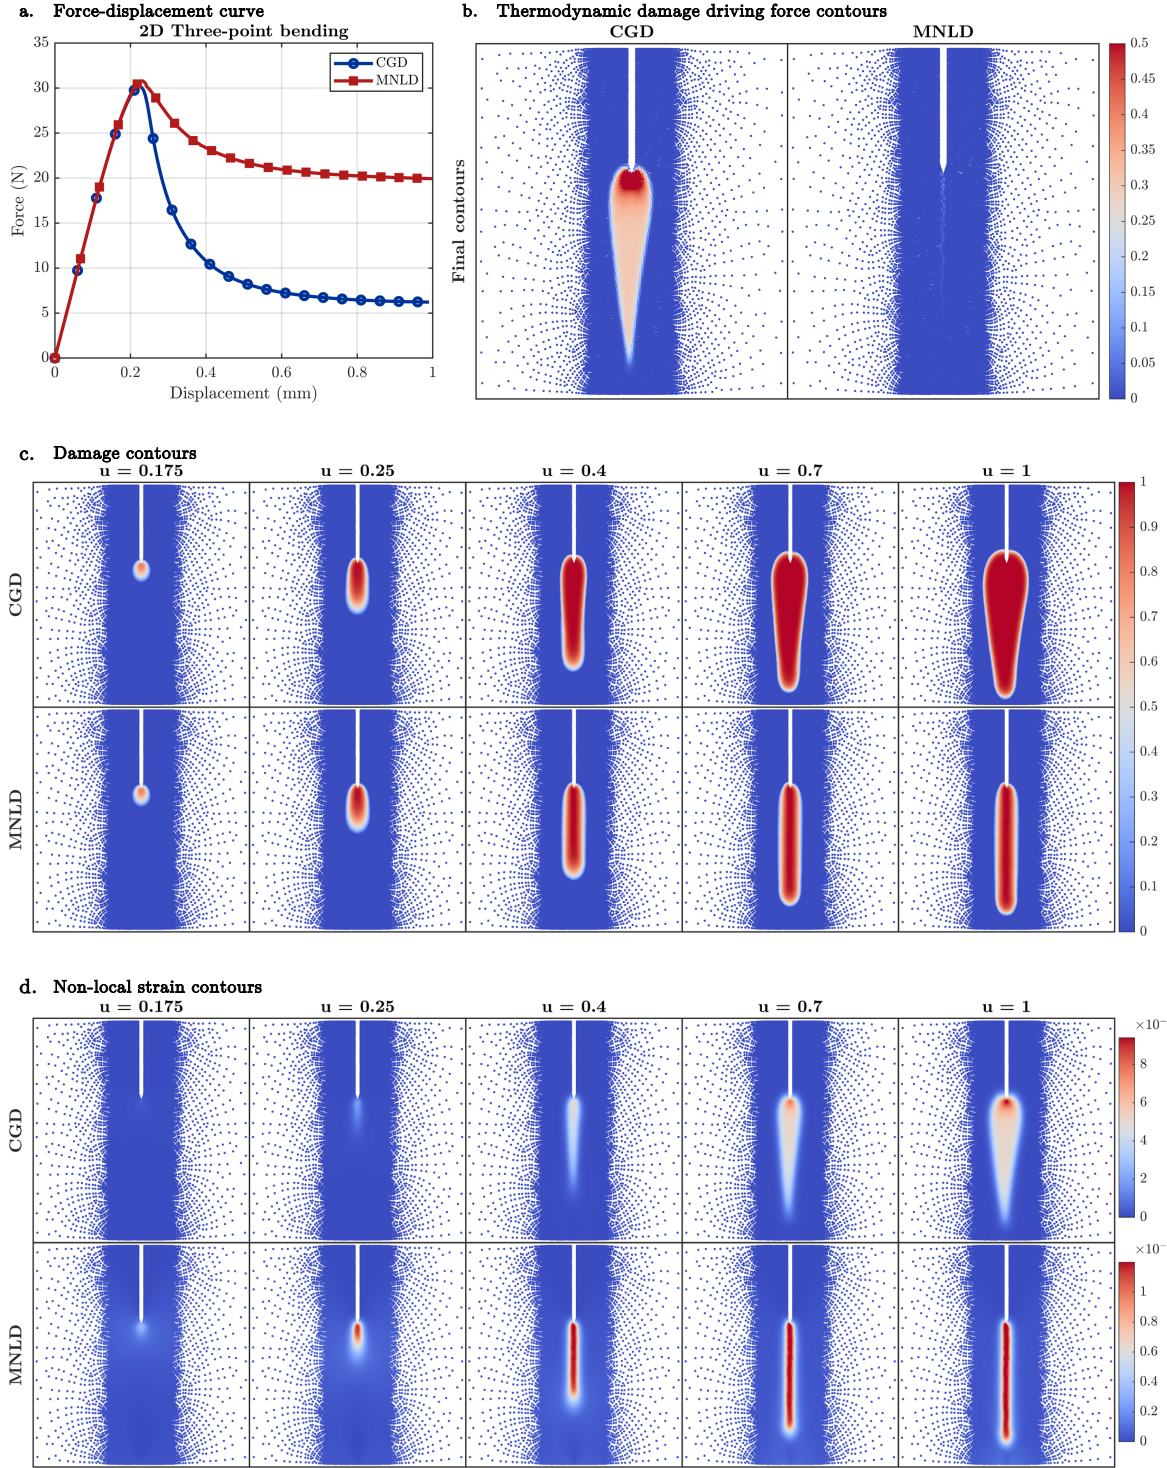 a. Force-displacement curve
2D Three-point bending
35
30
25
20
15
10
5
0
0 0.2 0.4 0.6 0.8 1
Force (N)
Displacement (mm)
CGD
MNLD
b. Thermodynamic damage driving force contours
CGD MNLD
Final contours
0.5
0.45
0.4
0.35
0.3
0.25
0.2
0.15
0.1
0.05
0
c. Damage contours
u = 0.175 u = 0.25 u = 0.4 u = 0.7 u = 1
CGD
MNLD
1
0.9
0.8
0.7
0.6
0.5
0.4
0.3
0.2
0.1
0
d. Non-local strain contours
u = 0.175 u = 0.25 u = 0.4 u = 0.7 u = 1
CGD
×10⁻
8
6
4
2
0
MNLD
×10⁻
1
0.8
0.6
0.4
0.2
0